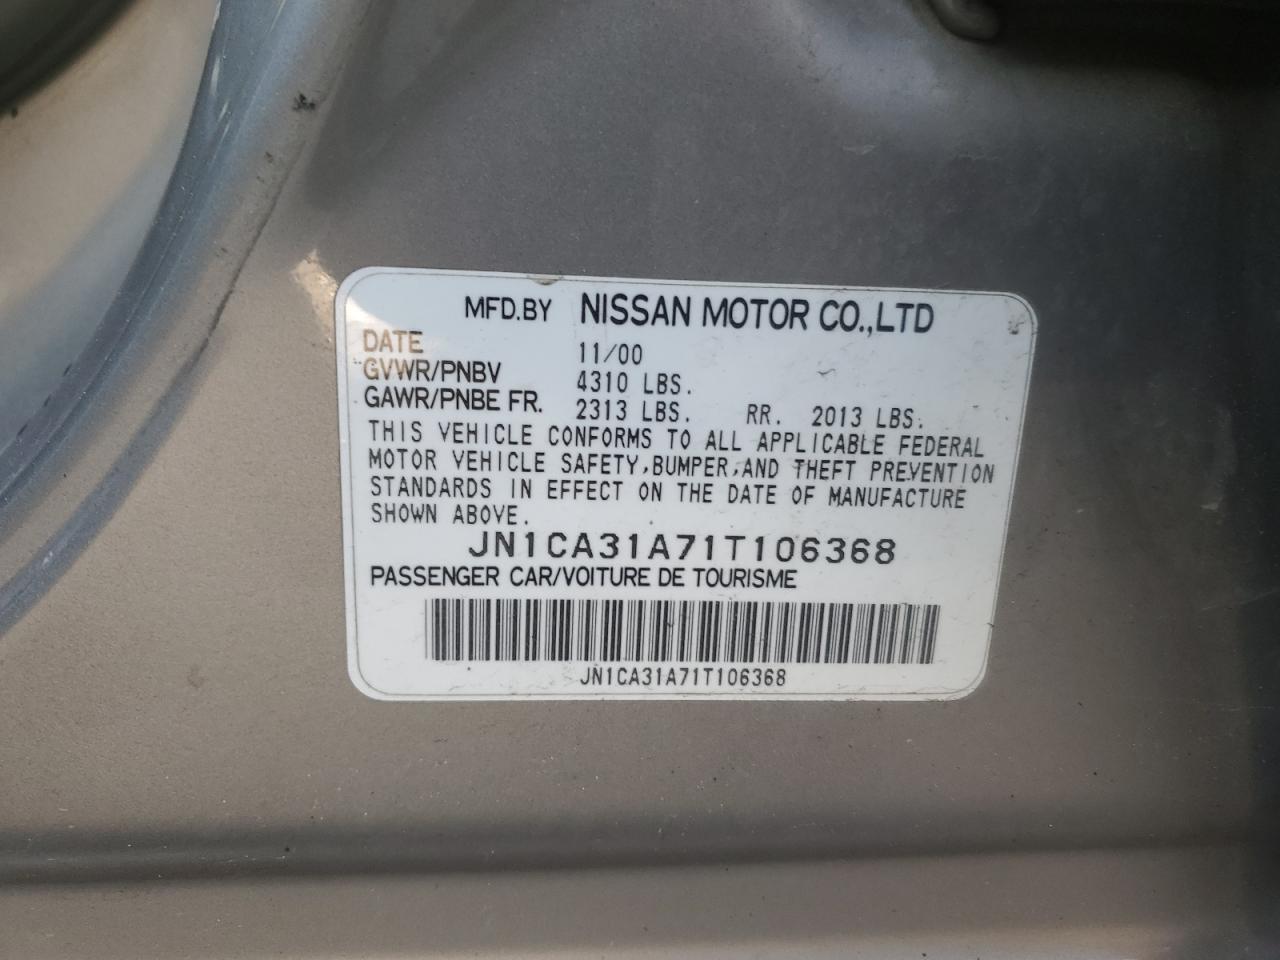 MFD.BY NISSAN MOTOR CO.,LTD
DATE 11/00
GVWR/PNBV 4310 LBS.
GAWR/PNBE FR. 2313 LBS. RR. 2013 LBS.
THIS VEHICLE CONFORMS TO ALL APPLICABLE FEDERAL
MOTOR VEHICLE SAFETY,BUMPER,AND THEFT PREVENTION
STANDARDS IN EFFECT ON THE DATE OF MANUFACTURE
SHOWN ABOVE.
JN1CA31A71T106368
PASSENGER CAR/VOITURE DE TOURISME
JN1CA31A71T106368